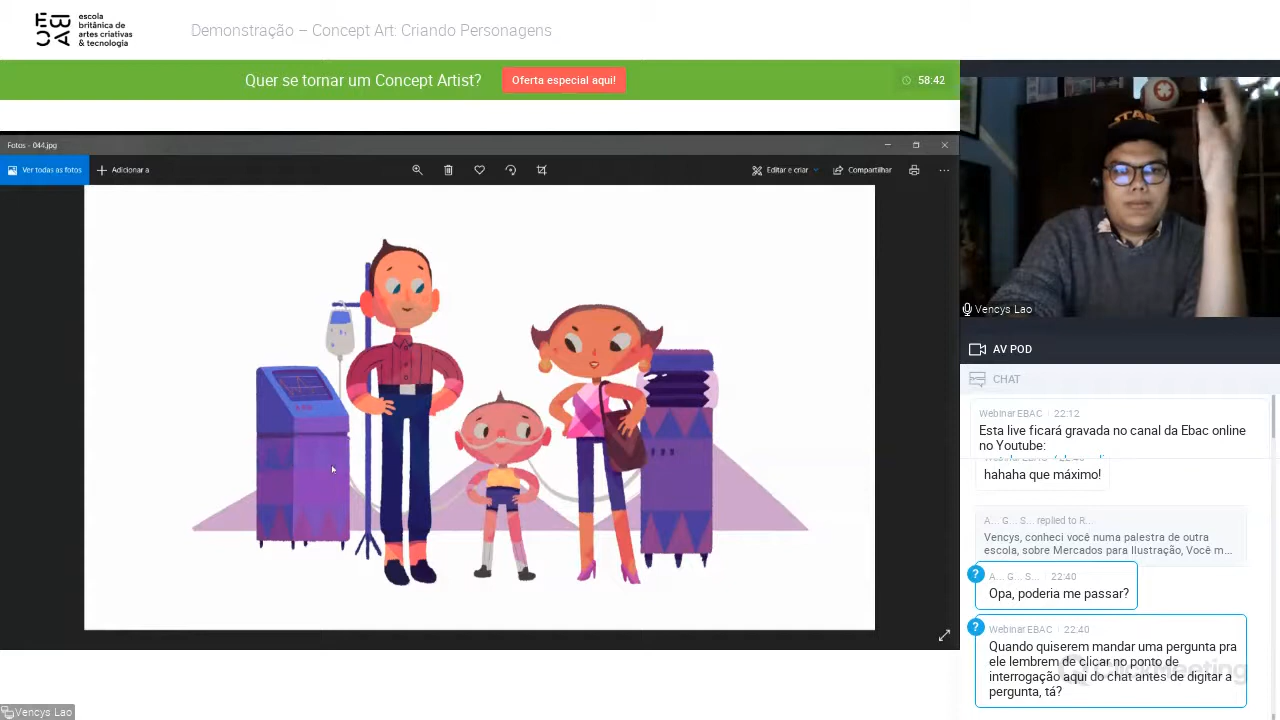 EBAC
escola
britânica de
artes criativas
& tecnologia
Demonstração – Concept Art: Criando Personagens
Quer se tornar um Concept Artist?
Oferta especial aqui!
58:42
Fotos - 044.jpg
Ver todas as fotos
Adicionar a
Editar e criar
Compartilhar
STAR
Vencys Lao
AV POD
CHAT
Webinar EBAC 22:12
Esta live ficará gravada no canal da Ebac online
no Youtube:
hahaha que máximo!
A... G... S... replied to R...
Vencys, conheci você numa palestra de outra
escola, sobre Mercados para Ilustração, Você m...
?
A... G... S... 22:40
Opa, poderia me passar?
?
Webinar EBAC 22:40
Quando quiserem mandar uma pergunta pra
ele lembrem de clicar no ponto de
interrogação aqui do chat antes de digitar a
pergunta, tá?
Vencys Lao